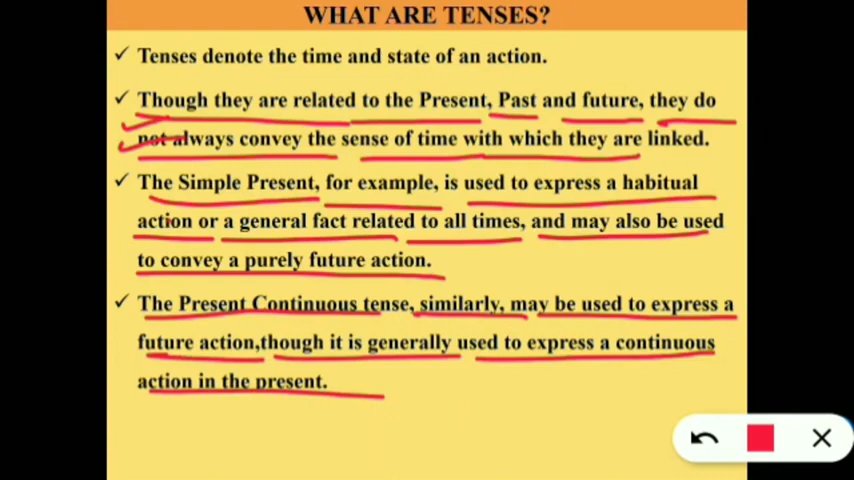 WHAT ARE TENSES?
✓ Tenses denote the time and state of an action.
✓ Though they are related to the Present, Past and future, they do
not always convey the sense of time with which they are linked.
✓ The Simple Present, for example, is used to express a habitual
action or a general fact related to all times, and may also be used
to convey a purely future action.
✓ The Present Continuous tense, similarly, may be used to express a
future action,though it is generally used to express a continuous
action in the present.